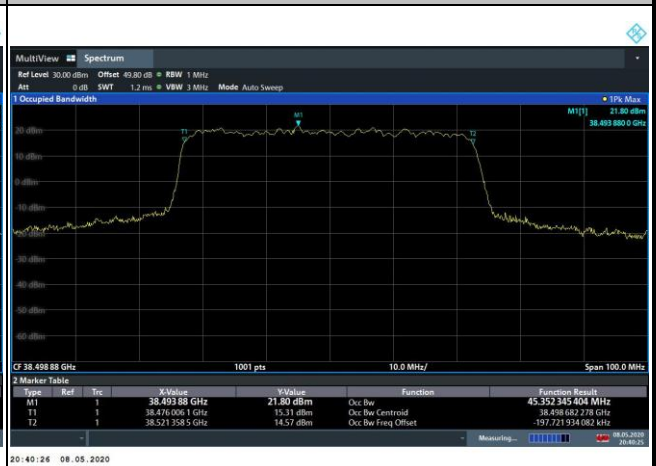 MultiView Spectrum
Ref Level 30.00 dBm Offset 49.80 dB RBW 1 MHz
Att 0 dB SWT 1.2 ms VBW 3 MHz Mode Auto Sweep
1 Occupied Bandwidth 1Pk Max
M1[1] 21.80 dBm
38.493 880 0 GHz
M1
T1
T2
20 dBm
10 dBm
0 dBm
-10 dBm
-20 dBm
-30 dBm
-40 dBm
-50 dBm
-60 dBm
CF 38.498 88 GHz 1001 pts 10.0 MHz/ Span 100.0 MHz
2 Marker Table
Type Ref Trc X-Value Y-Value Function Function Result
M1 1 38.493 88 GHz 21.80 dBm Occ Bw 45.352 345 404 MHz
T1 1 38.476 006 1 GHz 15.31 dBm Occ Bw Centroid 38.498 682 278 GHz
T2 1 38.521 358 5 GHz 14.57 dBm Occ Bw Freq Offset -197.721 934 082 kHz
Measuring... 08.05.2020
20:40:25
20:40:26 08.05.2020